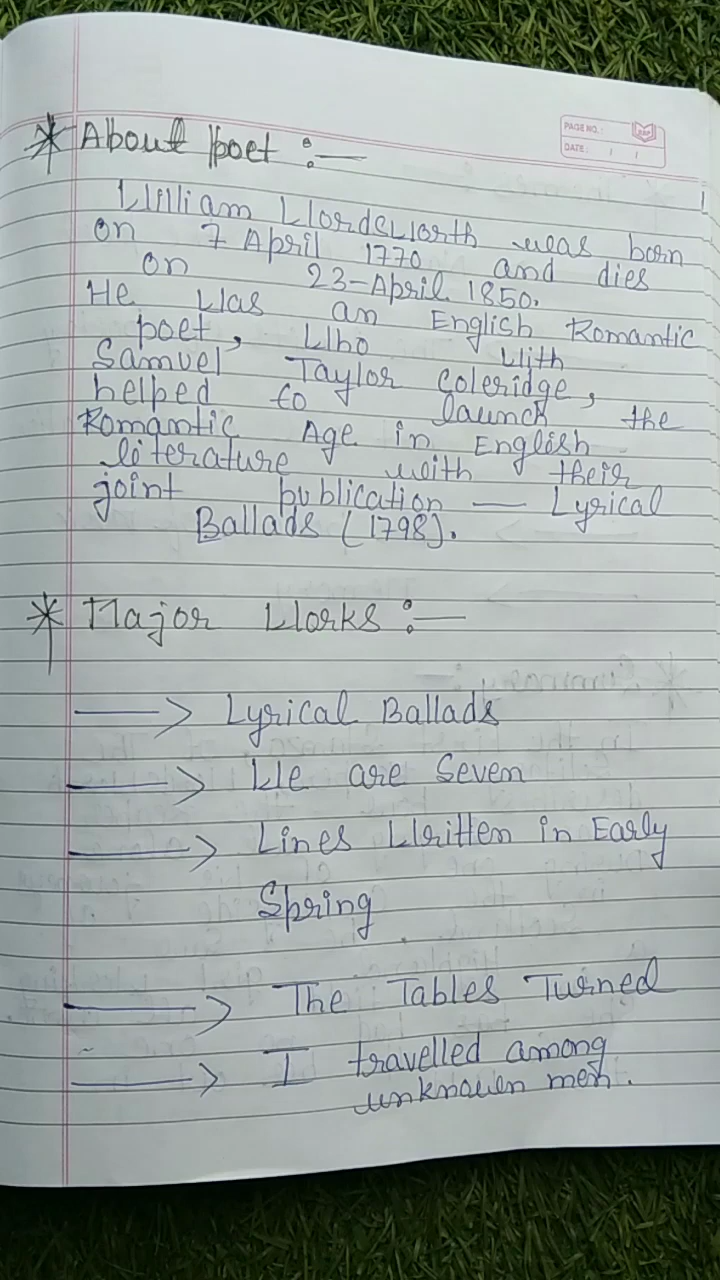 PAGE NO.:
DATE: / /
* About poet :—
William Wordsworth was born
on 7 April 1770 and dies
on 23-April 1850.
He was an English Romantic
poet, Who with
Samuel Taylor Coleridge,
helped to launch the
Romantic Age in English
literature with their
joint publication — Lyrical
Ballads (1798).
* Major Works :—
→ Lyrical Ballads
→ We are Seven
→ Lines Written in Early
Spring
→ The Tables Turned
→ I travelled among
unknown men.